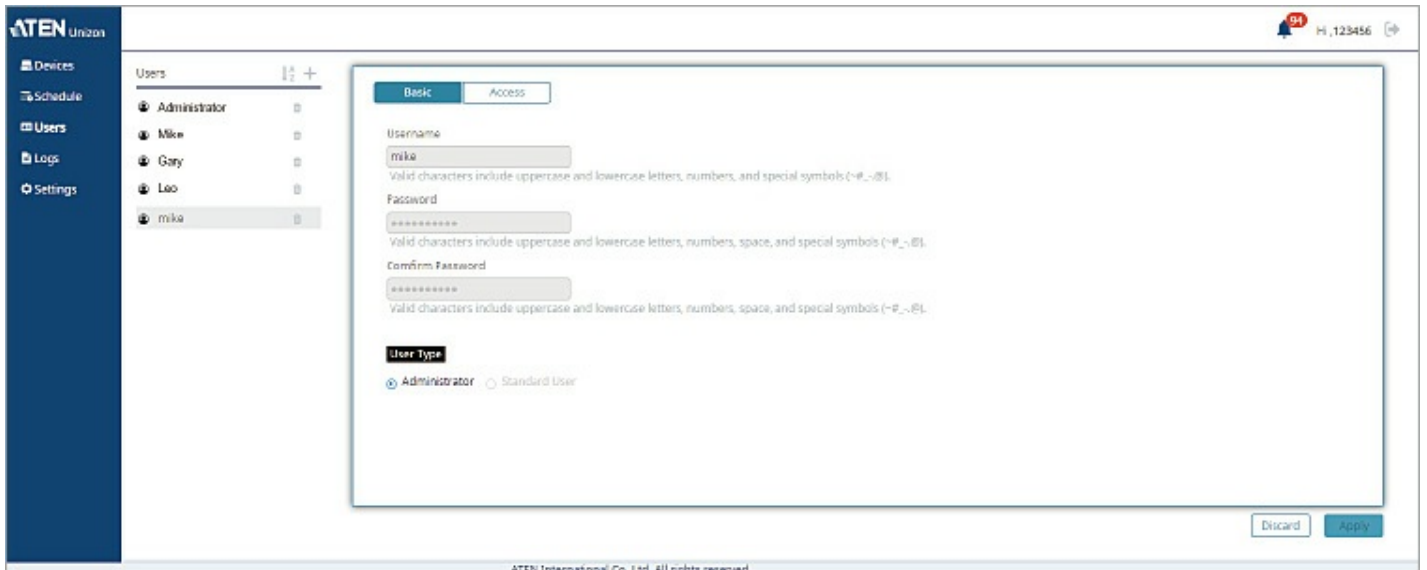 ATEN Unizon
94
Hi ,123456
Devices
Schedule
Users
Logs
Settings
Users
Administrator
Mike
Gary
Leo
mike
Basic
Access
Username
mike
Valid characters include uppercase and lowercase letters, numbers, and special symbols (~#_-.@).
Password
**********
Valid characters include uppercase and lowercase letters, numbers, space, and special symbols (~#_-.@).
Comfirm Password
**********
Valid characters include uppercase and lowercase letters, numbers, space, and special symbols (~#_-.@).
User Type
Administrator
Standard User
Discard
Apply
ATEN International Co., Ltd. All rights reserved.